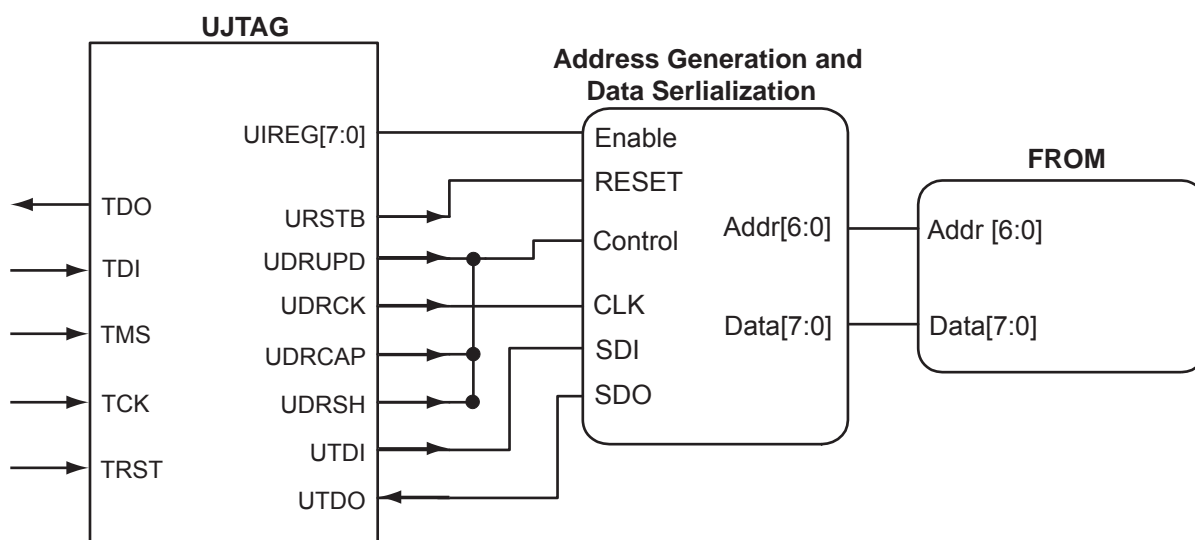 UJTAG
TDO
TDI
TMS
TCK
TRST
UIREG[7:0]
URSTB
UDRUPD
UDRCK
UDRCAP
UDRSH
UTDI
UTDO
Address Generation and
Data Serlialization
Enable
RESET
Control
CLK
SDI
SDO
Addr[6:0]
Data[7:0]
FROM
Addr [6:0]
Data[7:0]